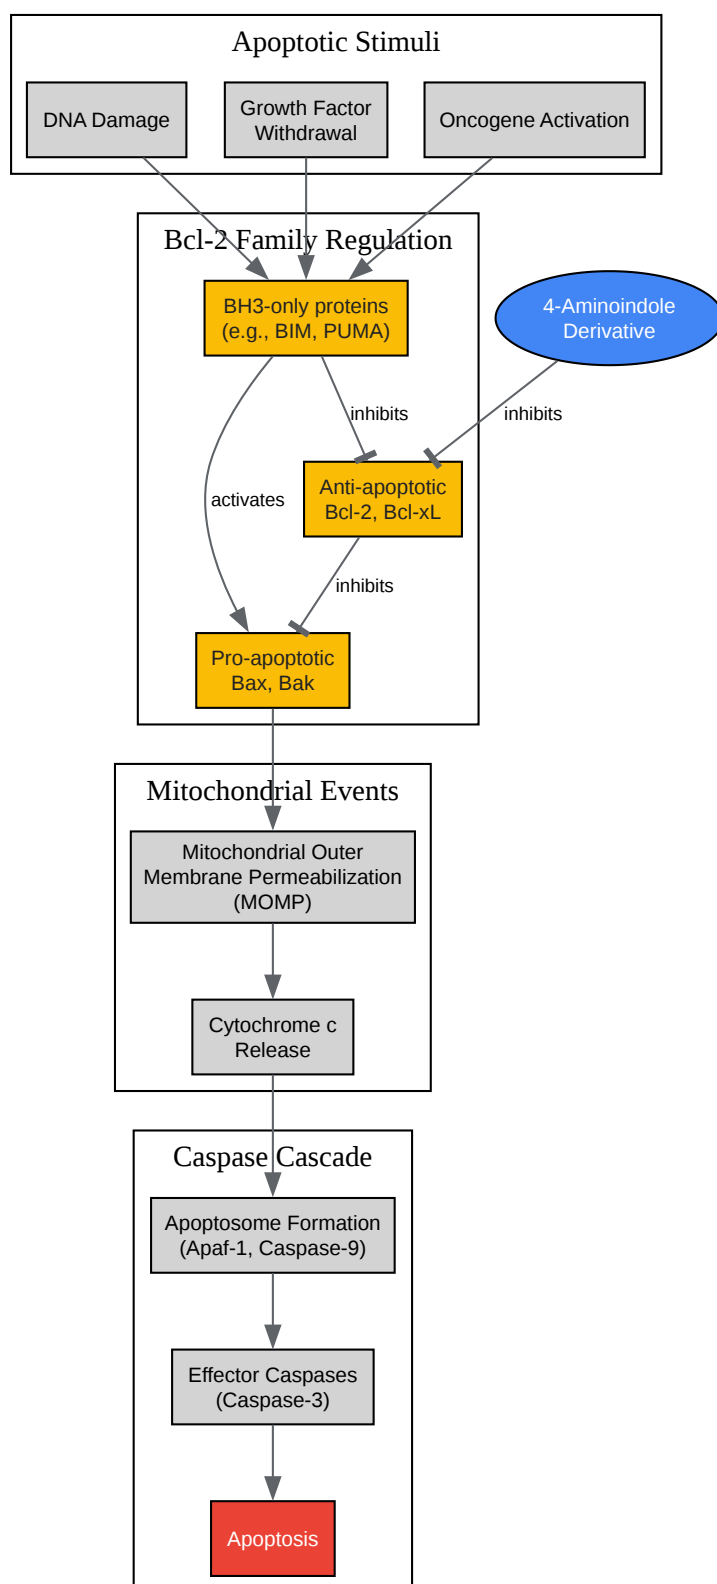 Apoptotic Stimuli
DNA Damage
Growth Factor
Withdrawal
Oncogene Activation
Bcl-2 Family Regulation
BH3-only proteins
(e.g., BIM, PUMA)
4-Aminoindole
Derivative
inhibits
inhibits
Anti-apoptotic
Bcl-2, Bcl-xL
activates
inhibits
Pro-apoptotic
Bax, Bak
Mitochondrial Events
Mitochondrial Outer
Membrane Permeabilization
(MOMP)
Cytochrome c
Release
Caspase Cascade
Apoptosome Formation
(Apaf-1, Caspase-9)
Effector Caspases
(Caspase-3)
Apoptosis